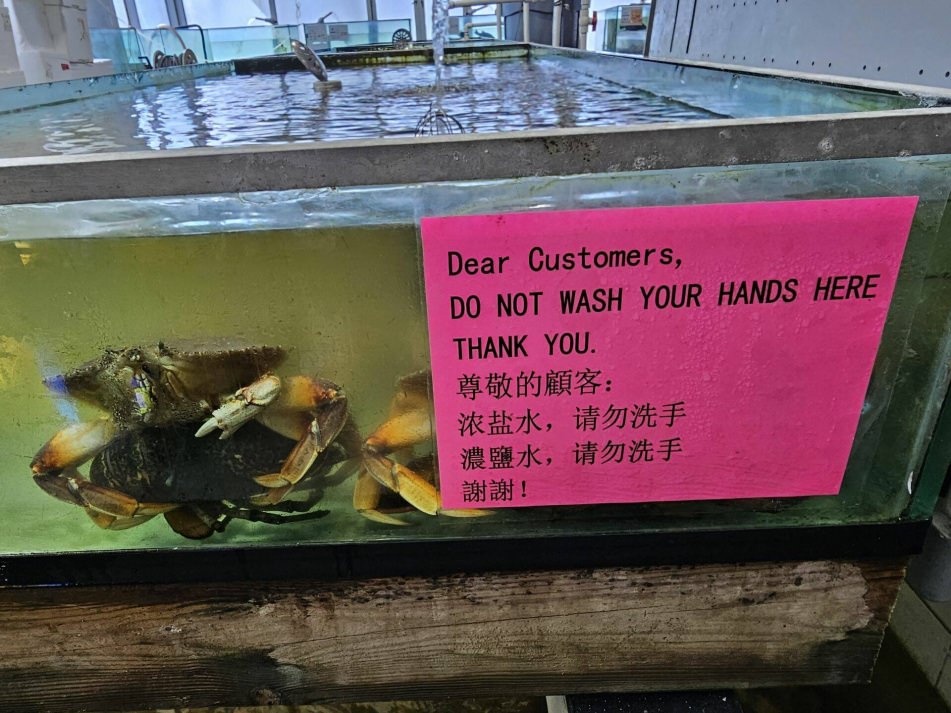 Dear Customers,
DO NOT WASH YOUR HANDS HERE
THANK YOU.
尊敬的顧客：
浓盐水，请勿洗手
濃鹽水，请勿洗手
謝謝！